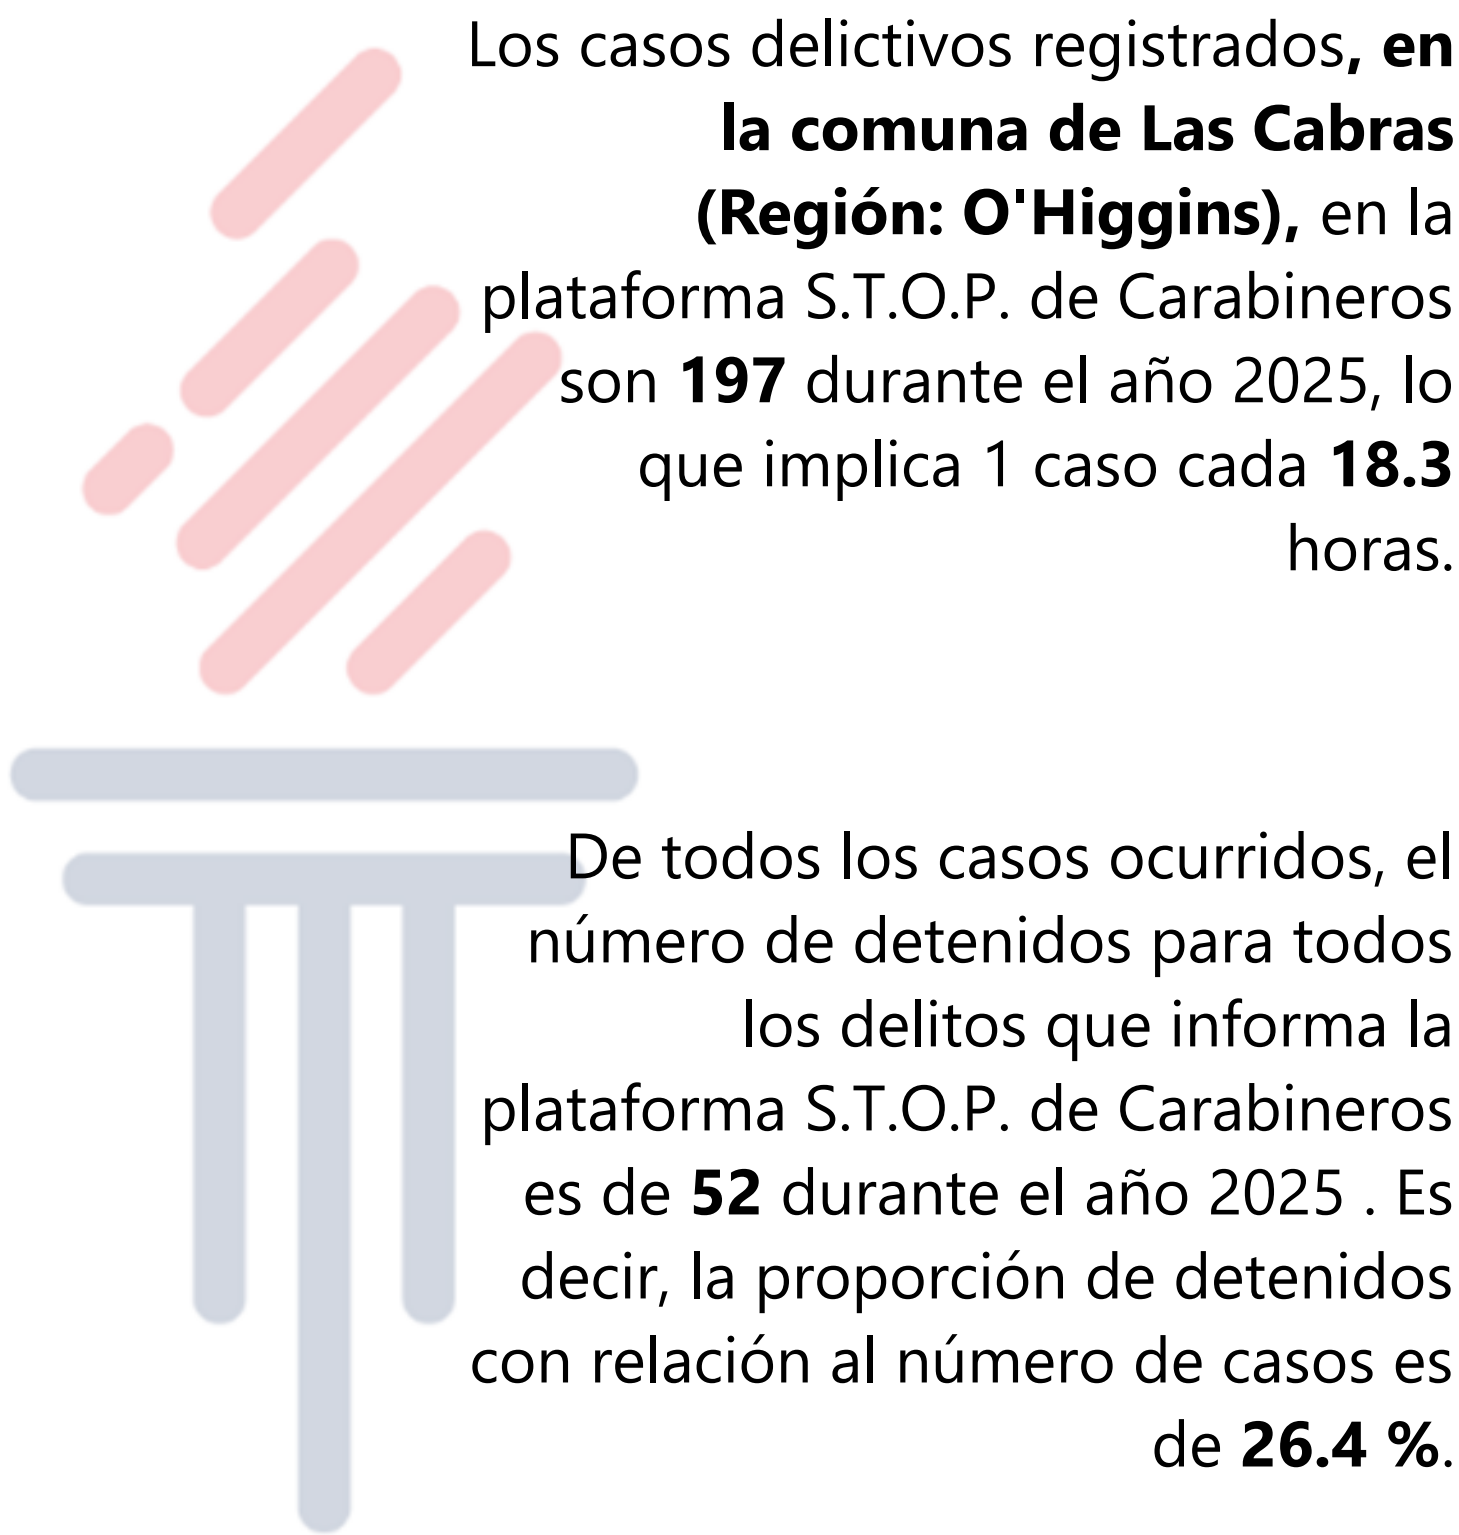 Los casos delictivos registrados, en
la comuna de Las Cabras
(Región: O'Higgins), en la
plataforma S.T.O.P. de Carabineros
son 197 durante el año 2025, lo
que implica 1 caso cada 18.3
horas.
De todos los casos ocurridos, el
número de detenidos para todos
los delitos que informa la
plataforma S.T.O.P. de Carabineros
es de 52 durante el año 2025 . Es
decir, la proporción de detenidos
con relación al número de casos es
de 26.4 %.